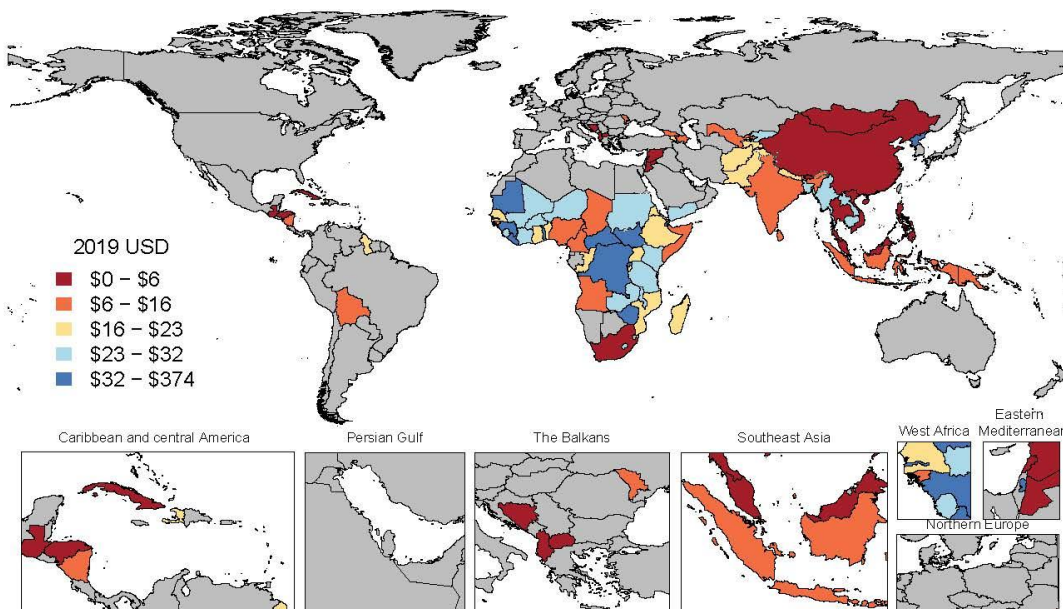 2019 USD
$0 – $6
$6 – $16
$16 – $23
$23 – $32
$32 – $374
Caribbean and central America
Persian Gulf
The Balkans
Southeast Asia
West Africa
Eastern
Mediterranean
Northern Europe